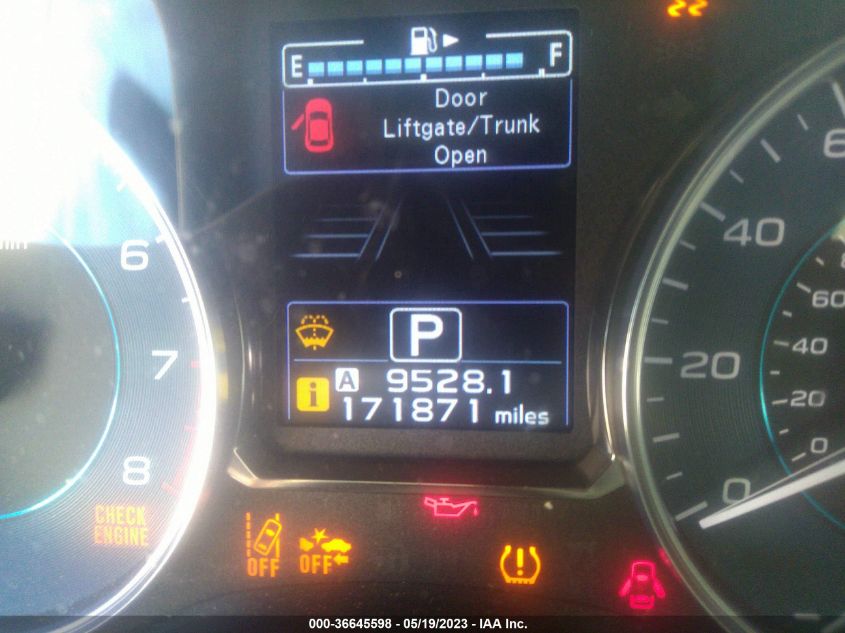 E F
Door
Liftgate/Trunk
Open
6
7
8
P
A 9528.1
i 171871 miles
40
20
0
60
40
20
0
CHECK
ENGINE
OFF
OFF
000-36645598 - 05/19/2023 - IAA Inc.